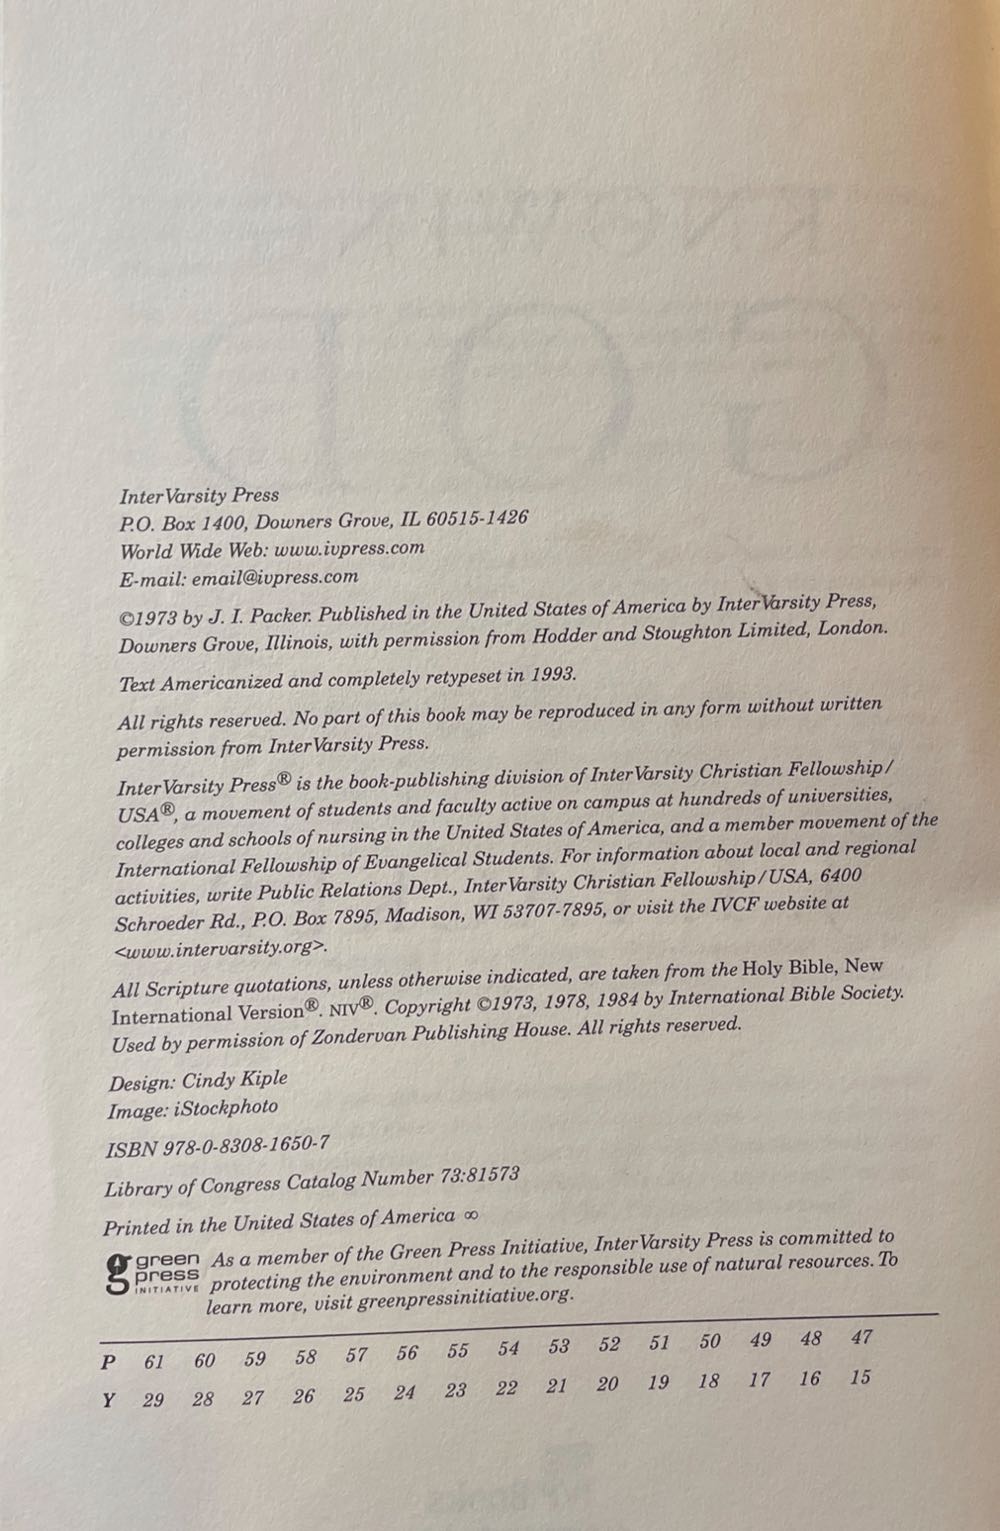 KNOWING
GOD
InterVarsity Press
P.O. Box 1400, Downers Grove, IL 60515-1426
World Wide Web: www.ivpress.com
E-mail: email@ivpress.com
©1973 by J. I. Packer. Published in the United States of America by InterVarsity Press,
Downers Grove, Illinois, with permission from Hodder and Stoughton Limited, London.
Text Americanized and completely retypeset in 1993.
All rights reserved. No part of this book may be reproduced in any form without written
permission from InterVarsity Press.
InterVarsity Press® is the book-publishing division of InterVarsity Christian Fellowship/
USA®, a movement of students and faculty active on campus at hundreds of universities,
colleges and schools of nursing in the United States of America, and a member movement of the
International Fellowship of Evangelical Students. For information about local and regional
activities, write Public Relations Dept., InterVarsity Christian Fellowship/USA, 6400
Schroeder Rd., P.O. Box 7895, Madison, WI 53707-7895, or visit the IVCF website at
<www.intervarsity.org>.
All Scripture quotations, unless otherwise indicated, are taken from the Holy Bible, New
International Version®. NIV®. Copyright ©1973, 1978, 1984 by International Bible Society.
Used by permission of Zondervan Publishing House. All rights reserved.
Design: Cindy Kiple
Image: iStockphoto
ISBN 978-0-8308-1650-7
Library of Congress Catalog Number 73:81573
Printed in the United States of America ∞
green
press
INITIATIVE
As a member of the Green Press Initiative, InterVarsity Press is committed to
protecting the environment and to the responsible use of natural resources. To
learn more, visit greenpressinitiative.org.
P 61 60 59 58 57 56 55 54 53 52 51 50 49 48 47
Y 29 28 27 26 25 24 23 22 21 20 19 18 17 16 15